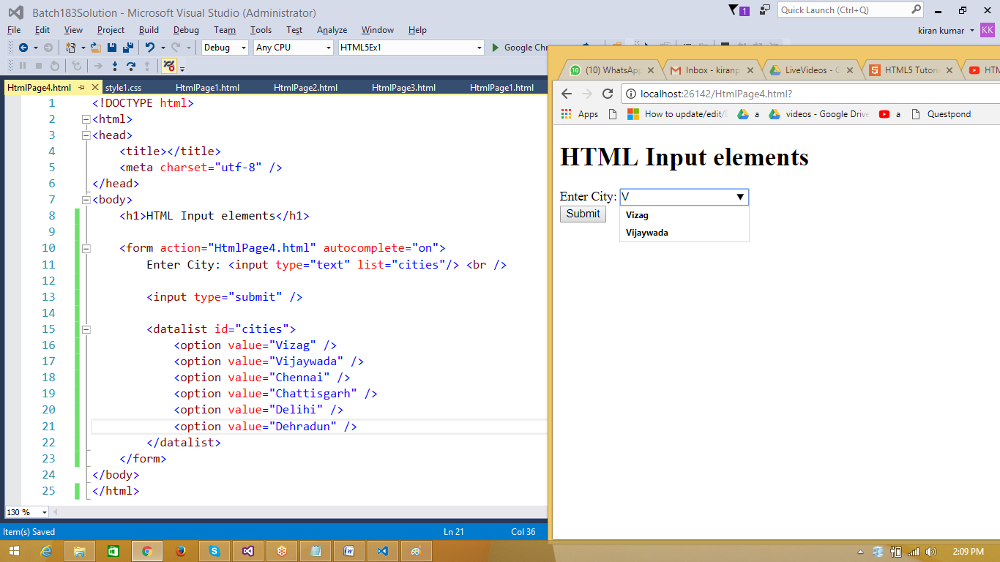 Batch183Solution - Microsoft Visual Studio (Administrator)
1
Quick Launch (Ctrl+Q)
File Edit View Project Build Debug Team Tools Test Analyze Window Help
kiran kumar
KK
Debug
Any CPU
HTML5Ex1
Google Chr
HtmlPage4.html
style1.css
HtmlPage1.html
HtmlPage2.html
HtmlPage3.html
HtmlPage1.html
1 <!DOCTYPE html>
2 <html>
3 <head>
4 <title></title>
5 <meta charset="utf-8" />
6 </head>
7 <body>
8 <h1>HTML Input elements</h1>
9
10 <form action="HtmlPage4.html" autocomplete="on">
11 Enter City: <input type="text" list="cities"/> <br />
12
13 <input type="submit" />
14
15 <datalist id="cities">
16 <option value="Vizag" />
17 <option value="Vijaywada" />
18 <option value="Chennai" />
19 <option value="Chattisgarh" />
20 <option value="Delihi" />
21 <option value="Dehradun" />
22 </datalist>
23 </form>
24 </body>
25 </html>
130 %
Item(s) Saved
Ln 21
Col 36
10
(10) WhatsApp
Inbox - kiranp
LiveVideos - G
HTML5 Tutori
HTM
localhost:26142/HtmlPage4.html?
Apps
How to update/edit/D
a
videos - Google Drive
a
Questpond
HTML Input elements
Enter City: V
Submit
Vizag
Vijaywada
2:09 PM